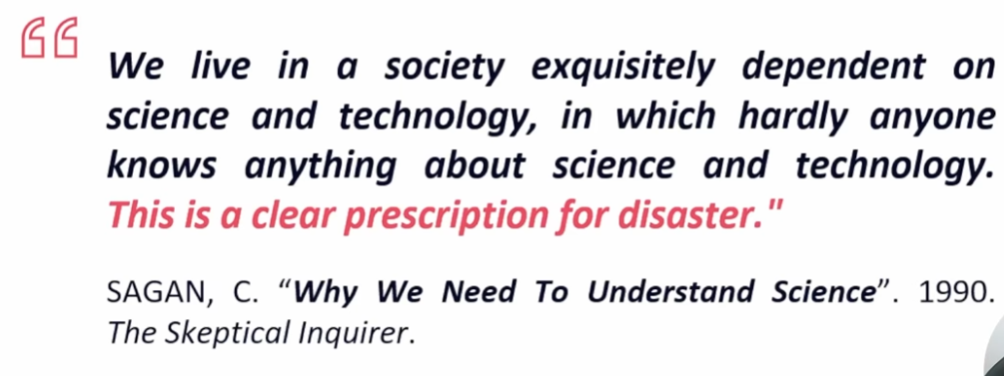 “
We live in a society exquisitely dependent on
science and technology, in which hardly anyone
knows anything about science and technology.
This is a clear prescription for disaster."
SAGAN, C. “Why We Need To Understand Science”. 1990.
The Skeptical Inquirer.